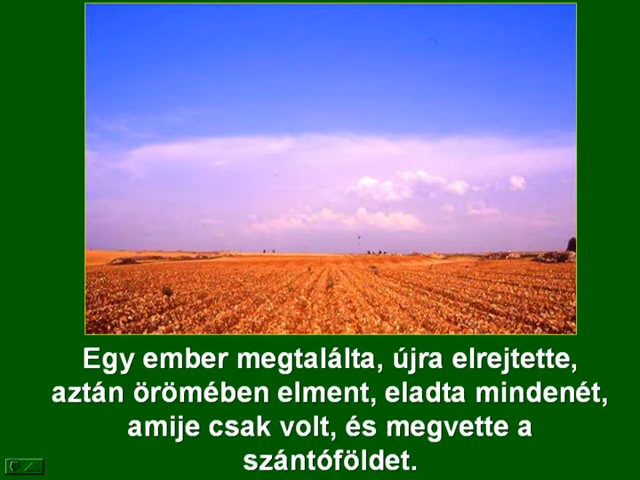 Egy ember megtalálta, újra elrejtette,
aztán örömében elment, eladta mindenét,
amije csak volt, és megvette a
szántóföldet.